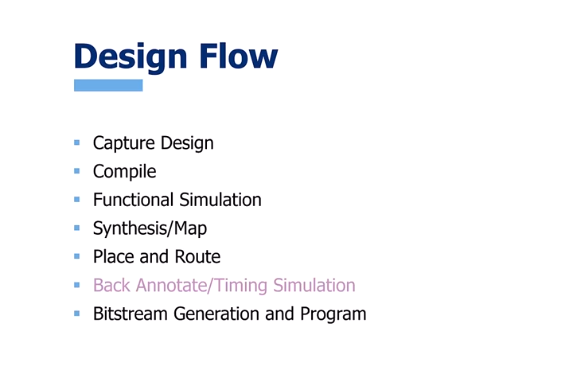 Design Flow
Capture Design
Compile
Functional Simulation
Synthesis/Map
Place and Route
Back Annotate/Timing Simulation
Bitstream Generation and Program